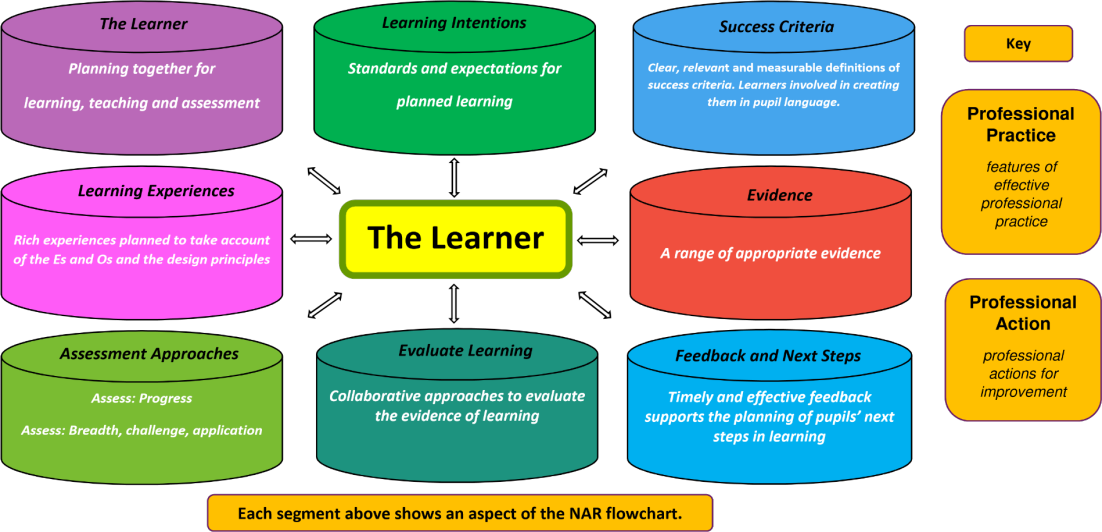 The Learner
Planning together for
learning, teaching and assessment
Learning Intentions
Standards and expectations for
planned learning
Success Criteria
Clear, relevant and measurable definitions of
success criteria. Learners involved in creating
them in pupil language.
Key
Professional
Practice
features of
effective
professional
practice
Learning Experiences
Rich experiences planned to take account
of the Es and Os and the design principles
The Learner
Evidence
A range of appropriate evidence
Professional
Action
professional
actions for
improvement
Assessment Approaches
Assess: Progress
Assess: Breadth, challenge, application
Evaluate Learning
Collaborative approaches to evaluate
the evidence of learning
Feedback and Next Steps
Timely and effective feedback
supports the planning of pupils’ next
steps in learning
Each segment above shows an aspect of the NAR flowchart.